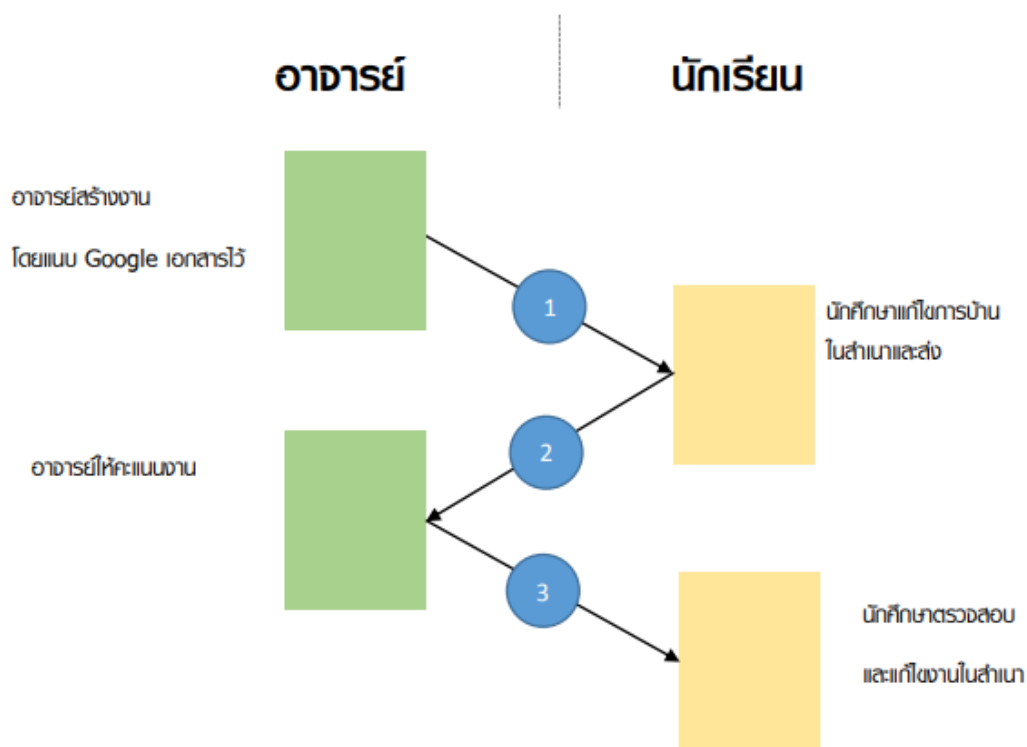 อาจารย์
นักเรียน
อาจารย์สร้างงาน
โดยแนบ Google เอกสารไว้
1
นักศึกษาแก้ไขการบ้าน
ในสำเนาและส่ง
2
อาจารย์ให้คะแนนงาน
3
นักศึกษาตรวจสอบ
และแก้ไขงานในสำเนา